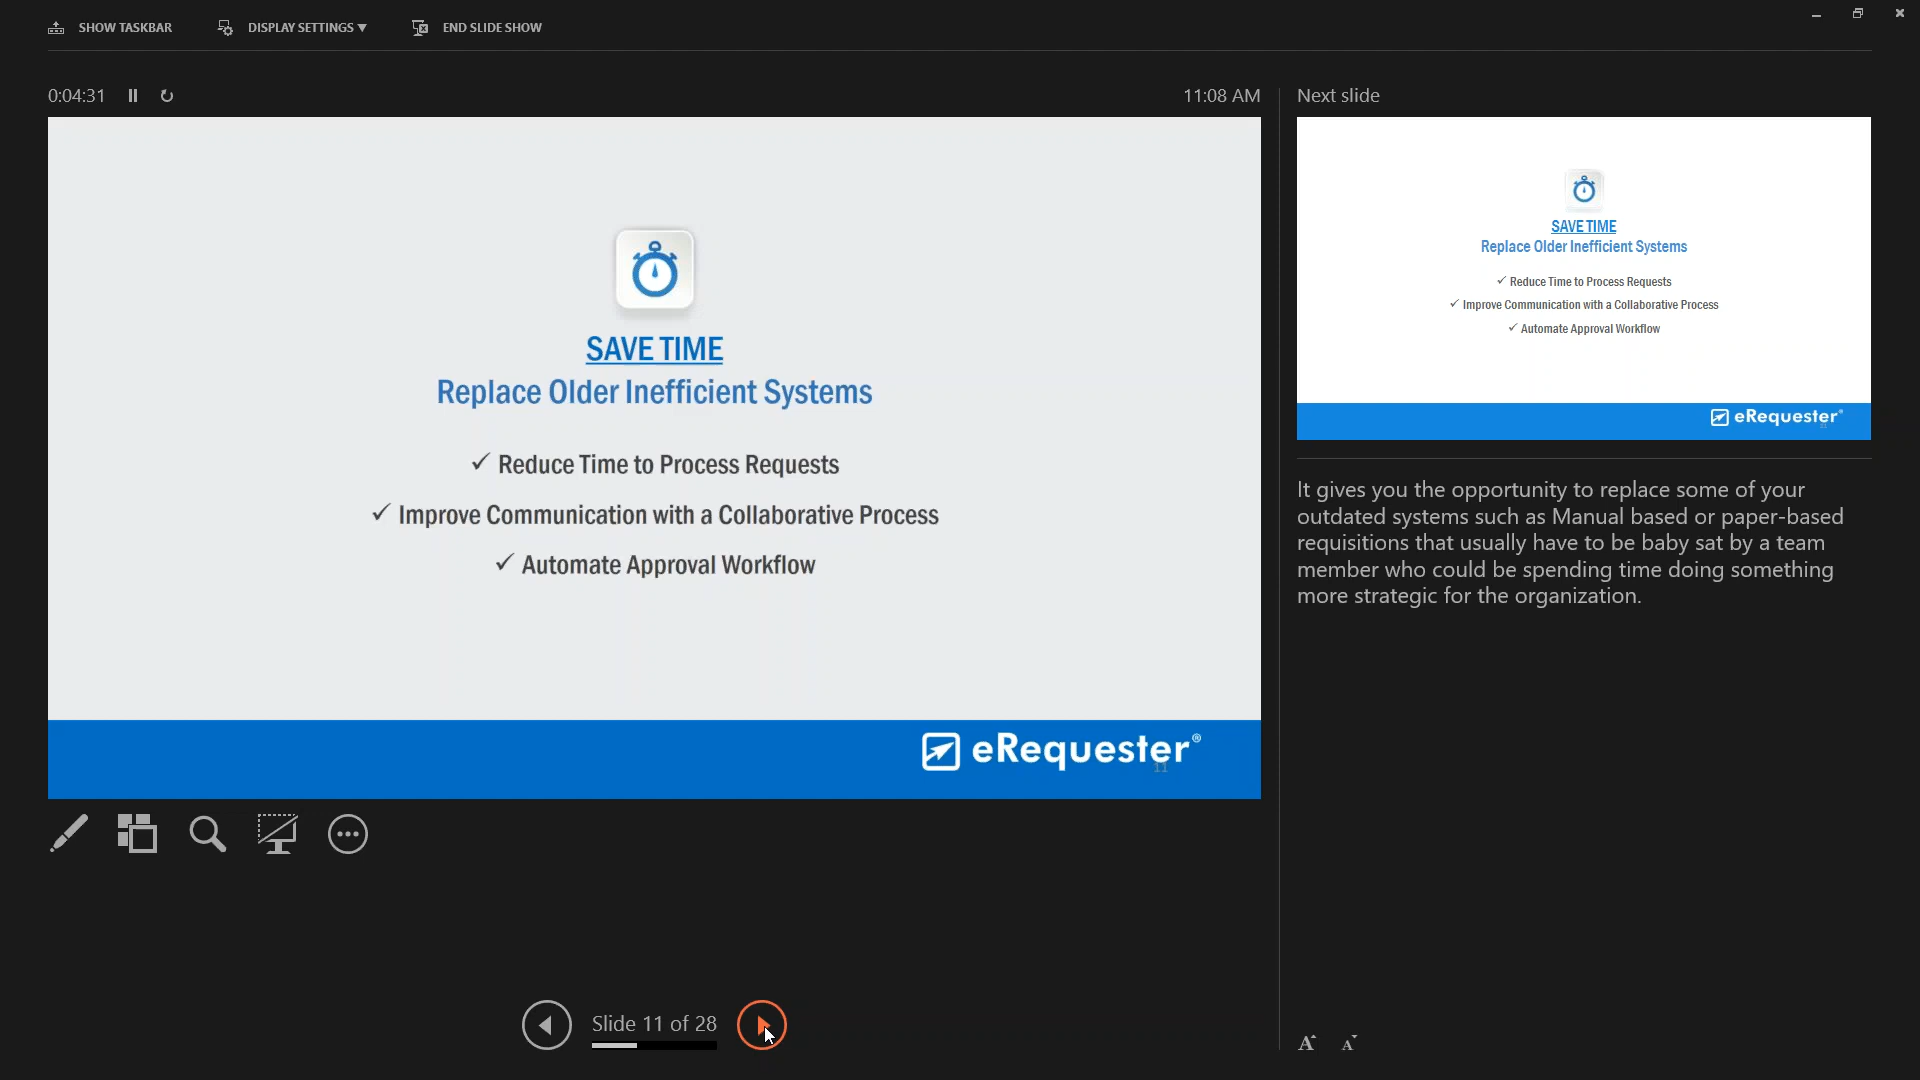 SHOW TASKBAR
DISPLAY SETTINGS ▼
END SLIDE SHOW
0:04:31
11:08 AM
SAVE TIME
Replace Older Inefficient Systems
✓ Reduce Time to Process Requests
✓ Improve Communication with a Collaborative Process
✓ Automate Approval Workflow
eRequester®
11
Slide 11 of 28
Next slide
SAVE TIME
Replace Older Inefficient Systems
✓ Reduce Time to Process Requests
✓ Improve Communication with a Collaborative Process
✓ Automate Approval Workflow
eRequester®
It gives you the opportunity to replace some of your
outdated systems such as Manual based or paper-based
requisitions that usually have to be baby sat by a team
member who could be spending time doing something
more strategic for the organization.
A A